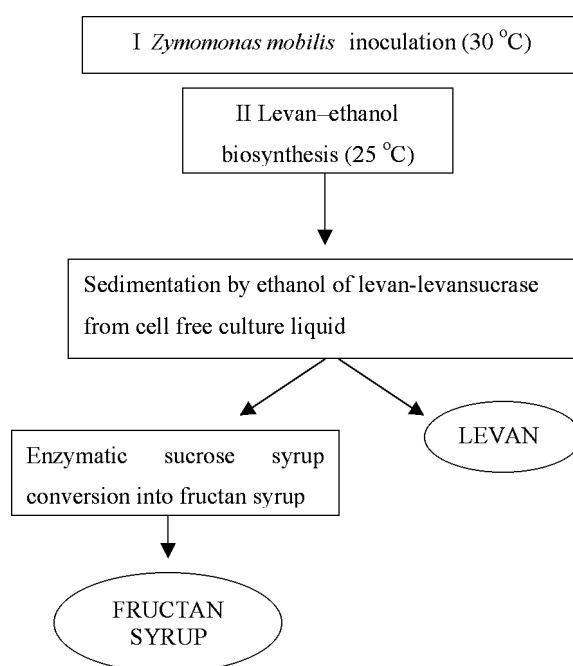 I Zymomonas mobilis inoculation (30 °C)
II Levan–ethanol
biosynthesis (25 °C)
Sedimentation by ethanol of levan-levansucrase
from cell free culture liquid
LEVAN
Enzymatic sucrose syrup
conversion into fructan syrup
FRUCTAN
SYRUP